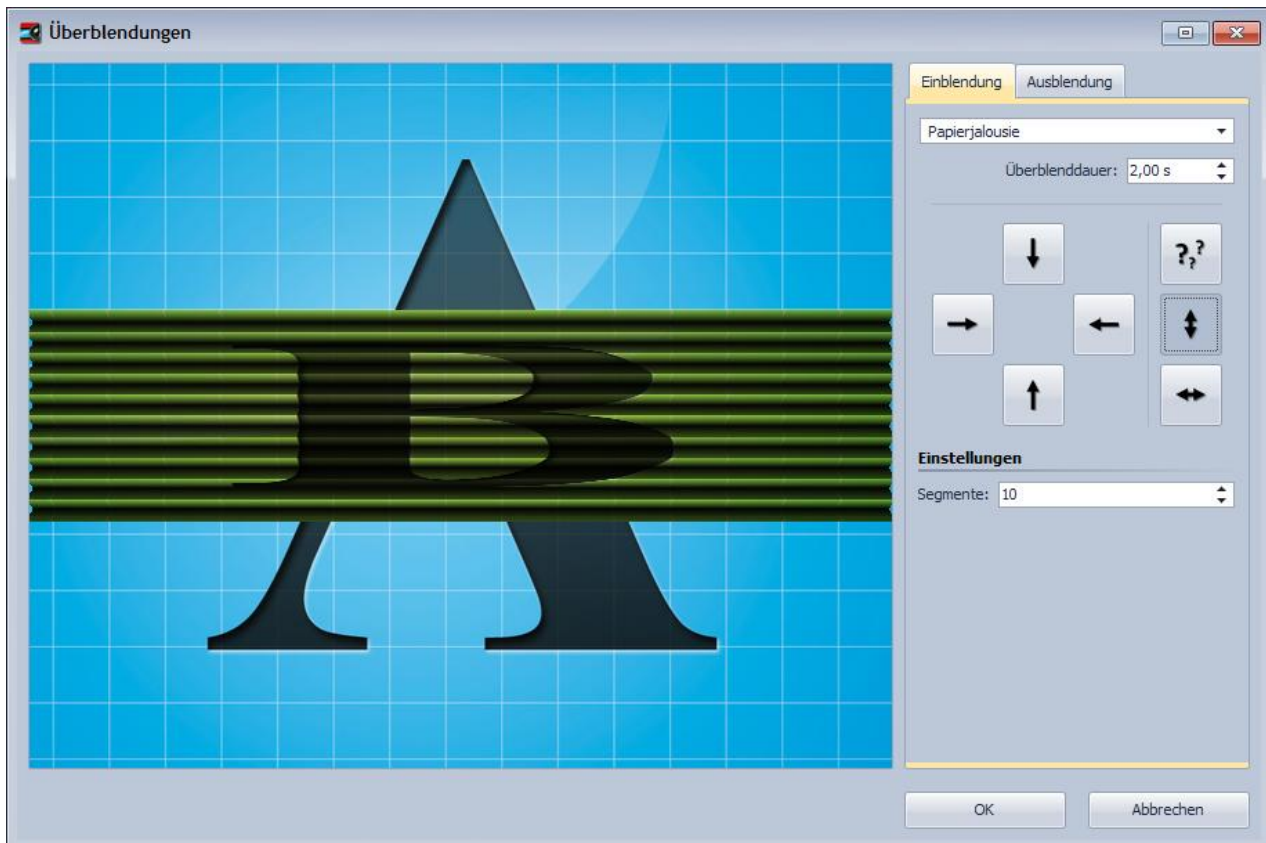 Überblendungen
Einblendung Ausblendung
Papierjalousie
Überblenddauer: 2,00 s
???
Einstellungen
Segmente: 10
A
B
OK Abbrechen